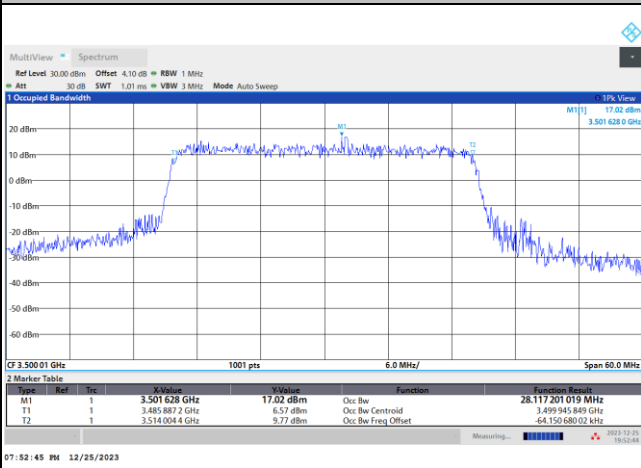 MultiView Spectrum
Ref Level 30.00 dBm Offset 4.10 dB RBW 1 MHz
Att 30 dB SWT 1.01 ms VBW 3 MHz Mode Auto Sweep
1 Occupied Bandwidth 1Pk View
M1[1] 17.02 dBm
3.501 628 0 GHz
M1
20 dBm
T1
T2
10 dBm
0 dBm
-10 dBm
-20 dBm
-30 dBm
-40 dBm
-50 dBm
-60 dBm
CF 3.500 01 GHz 1001 pts 6.0 MHz/ Span 60.0 MHz
2 Marker Table
Type Ref Trc X-Value Y-Value Function Function Result
M1 1 3.501 628 GHz 17.02 dBm Occ Bw 28.117 201 019 MHz
T1 1 3.485 887 2 GHz 6.57 dBm Occ Bw Centroid 3.499 945 849 GHz
T2 1 3.514 004 4 GHz 9.77 dBm Occ Bw Freq Offset -64.150 680 02 kHz
Measuring... 2023-12-25
19:52:44
07:52:45 PM 12/25/2023